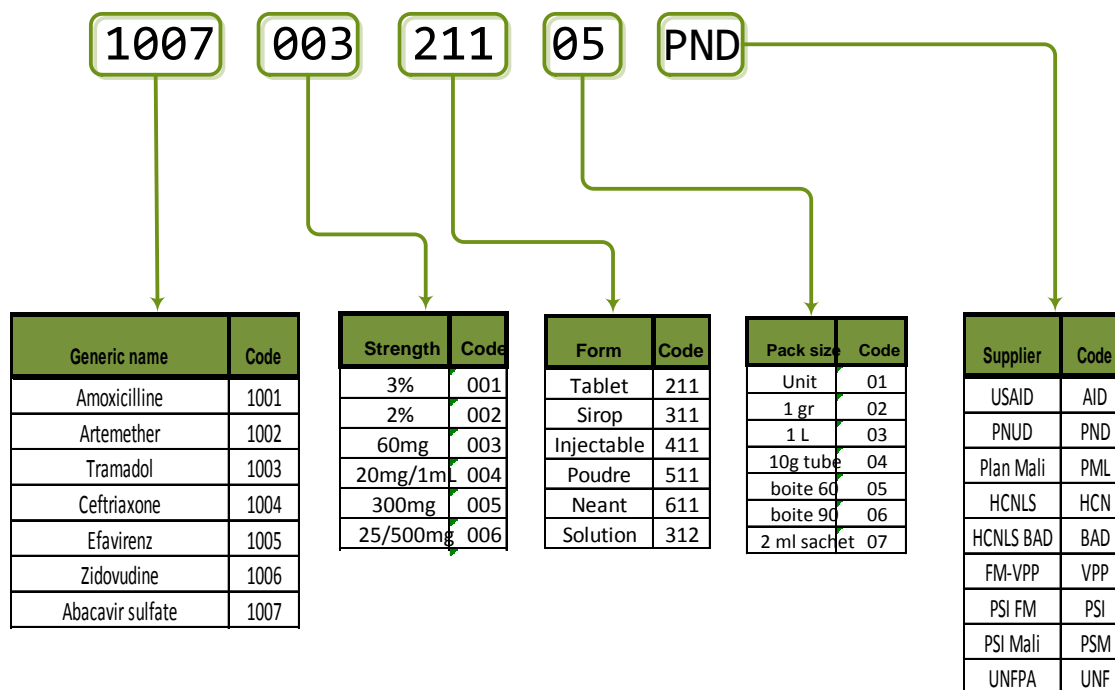 1007 003 211 05 PND
Generic name Code
Amoxicilline 1001
Artemether 1002
Tramadol 1003
Ceftriaxone 1004
Efavirenz 1005
Zidovudine 1006
Abacavir sulfate 1007
Strength Code
3% 001
2% 002
60mg 003
20mg/1mL 004
300mg 005
25/500mg 006
Form Code
Tablet 211
Sirop 311
Injectable 411
Poudre 511
Neant 611
Solution 312
Pack size Code
Unit 01
1 gr 02
1 L 03
10g tube 04
boite 60 05
boite 90 06
2 ml sachet 07
Supplier Code
USAID AID
PNUD PND
Plan Mali PML
HCNLS HCN
HCNLS BAD BAD
FM-VPP VPP
PSI FM PSI
PSI Mali PSM
UNFPA UNF